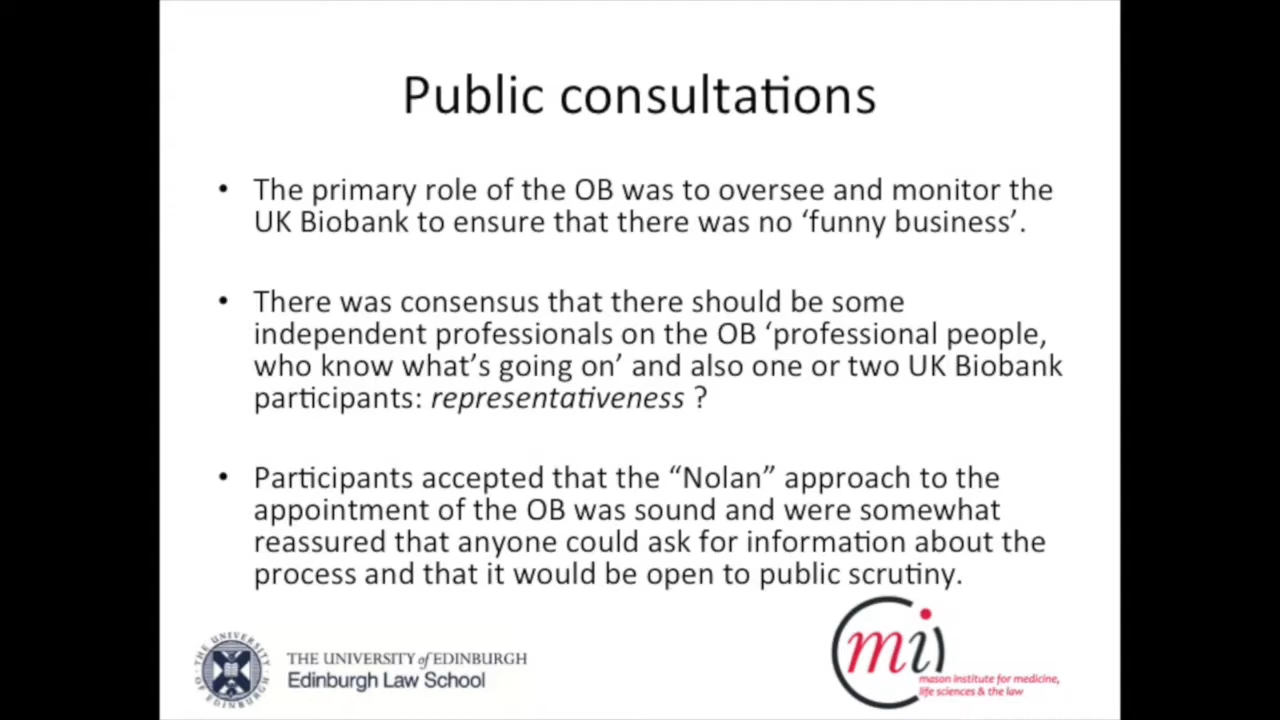 Public consultations
• The primary role of the OB was to oversee and monitor the
UK Biobank to ensure that there was no ‘funny business’.
• There was consensus that there should be some
independent professionals on the OB ‘professional people,
who know what’s going on’ and also one or two UK Biobank
participants: representativeness ?
• Participants accepted that the “Nolan” approach to the
appointment of the OB was sound and were somewhat
reassured that anyone could ask for information about the
process and that it would be open to public scrutiny.
THE UNIVERSITY OF EDINBURGH
THE UNIVERSITY of EDINBURGH
Edinburgh Law School
mi
mason institute for medicine,
life sciences & the law